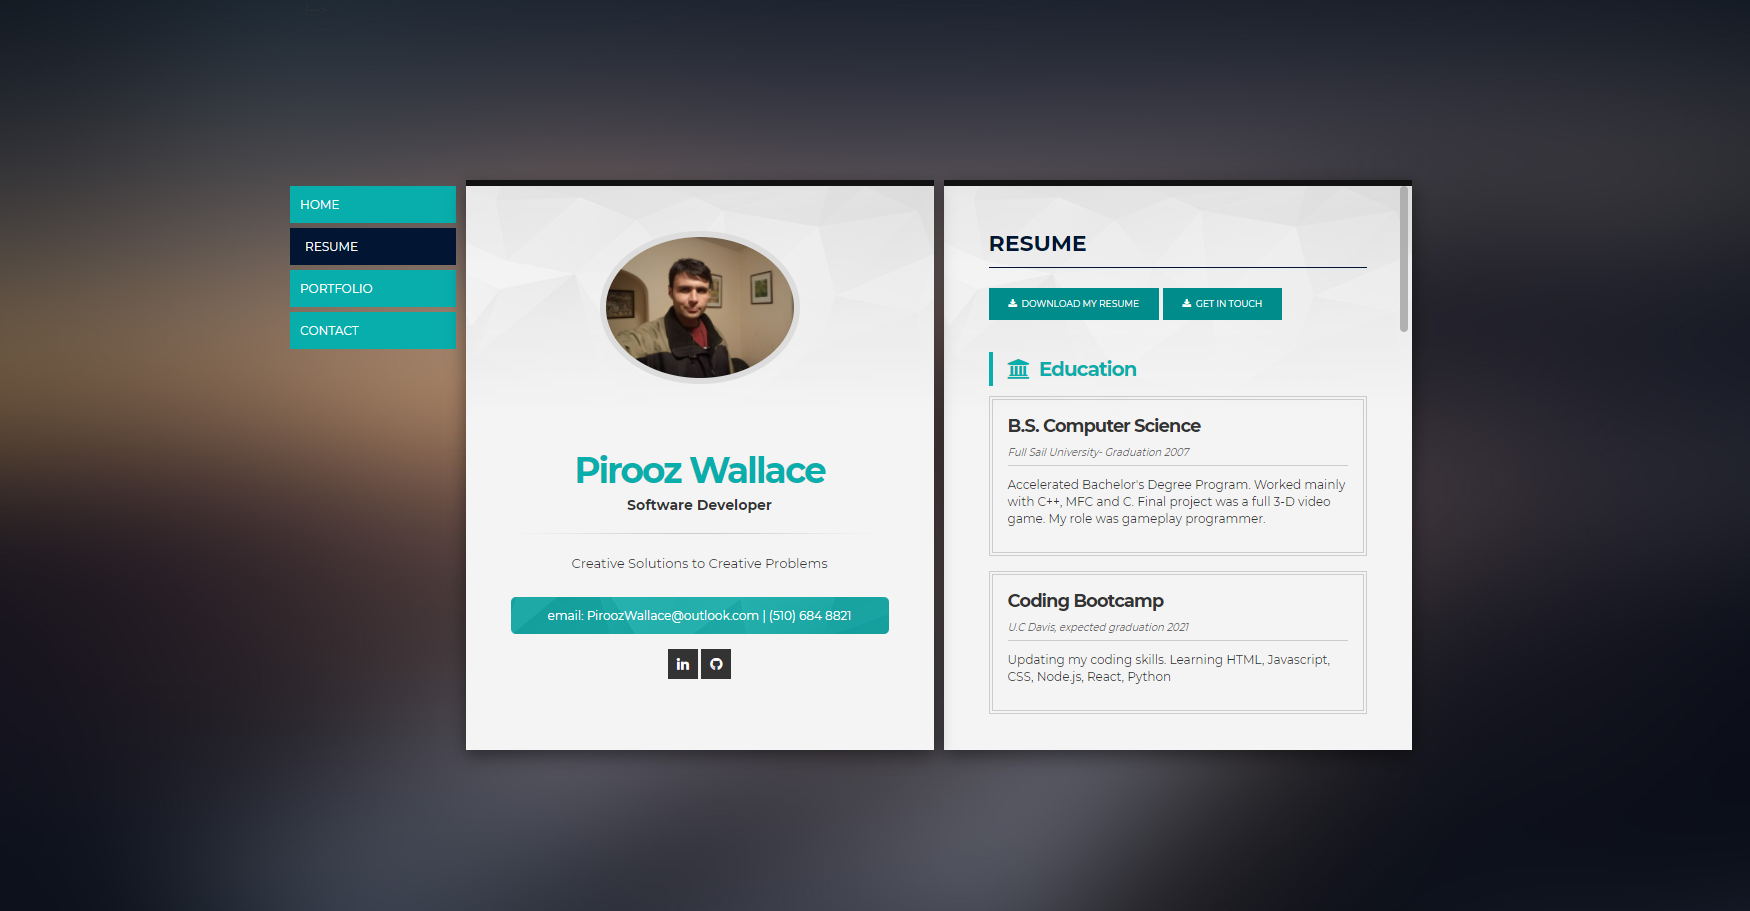 HOME
RESUME
PORTFOLIO
CONTACT
Pirooz Wallace
Software Developer
Creative Solutions to Creative Problems
email: PiroozWallace@outlook.com | (510) 684 8821
in
RESUME
DOWNLOAD MY RESUME
GET IN TOUCH
Education
B.S. Computer Science
Full Sail University- Graduation 2007
Accelerated Bachelor's Degree Program. Worked mainly
with C++, MFC and C. Final project was a full 3-D video
game. My role was gameplay programmer.
Coding Bootcamp
U.C Davis, expected graduation 2021
Updating my coding skills. Learning HTML, Javascript,
CSS, Node.js, React, Python